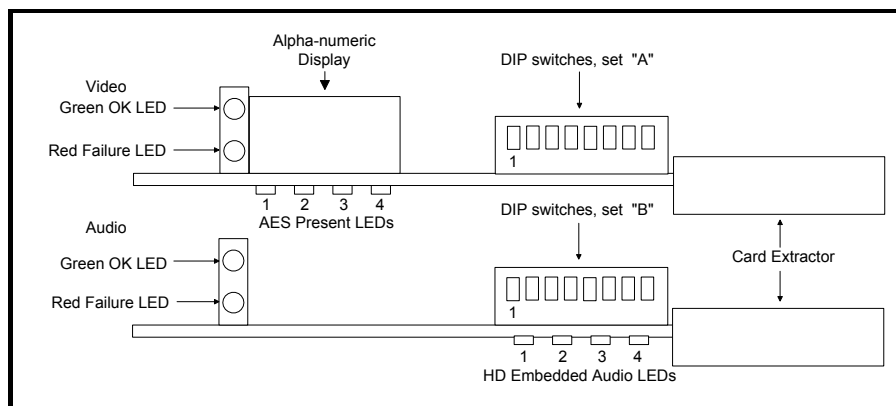 Alpha-numeric
Display
DIP switches, set "A"
Video
Green OK LED
Red Failure LED
1
1 2 3 4
AES Present LEDs
DIP switches, set "B"
Audio
Green OK LED
Card Extractor
Red Failure LED
1
1 2 3 4
HD Embedded Audio LEDs